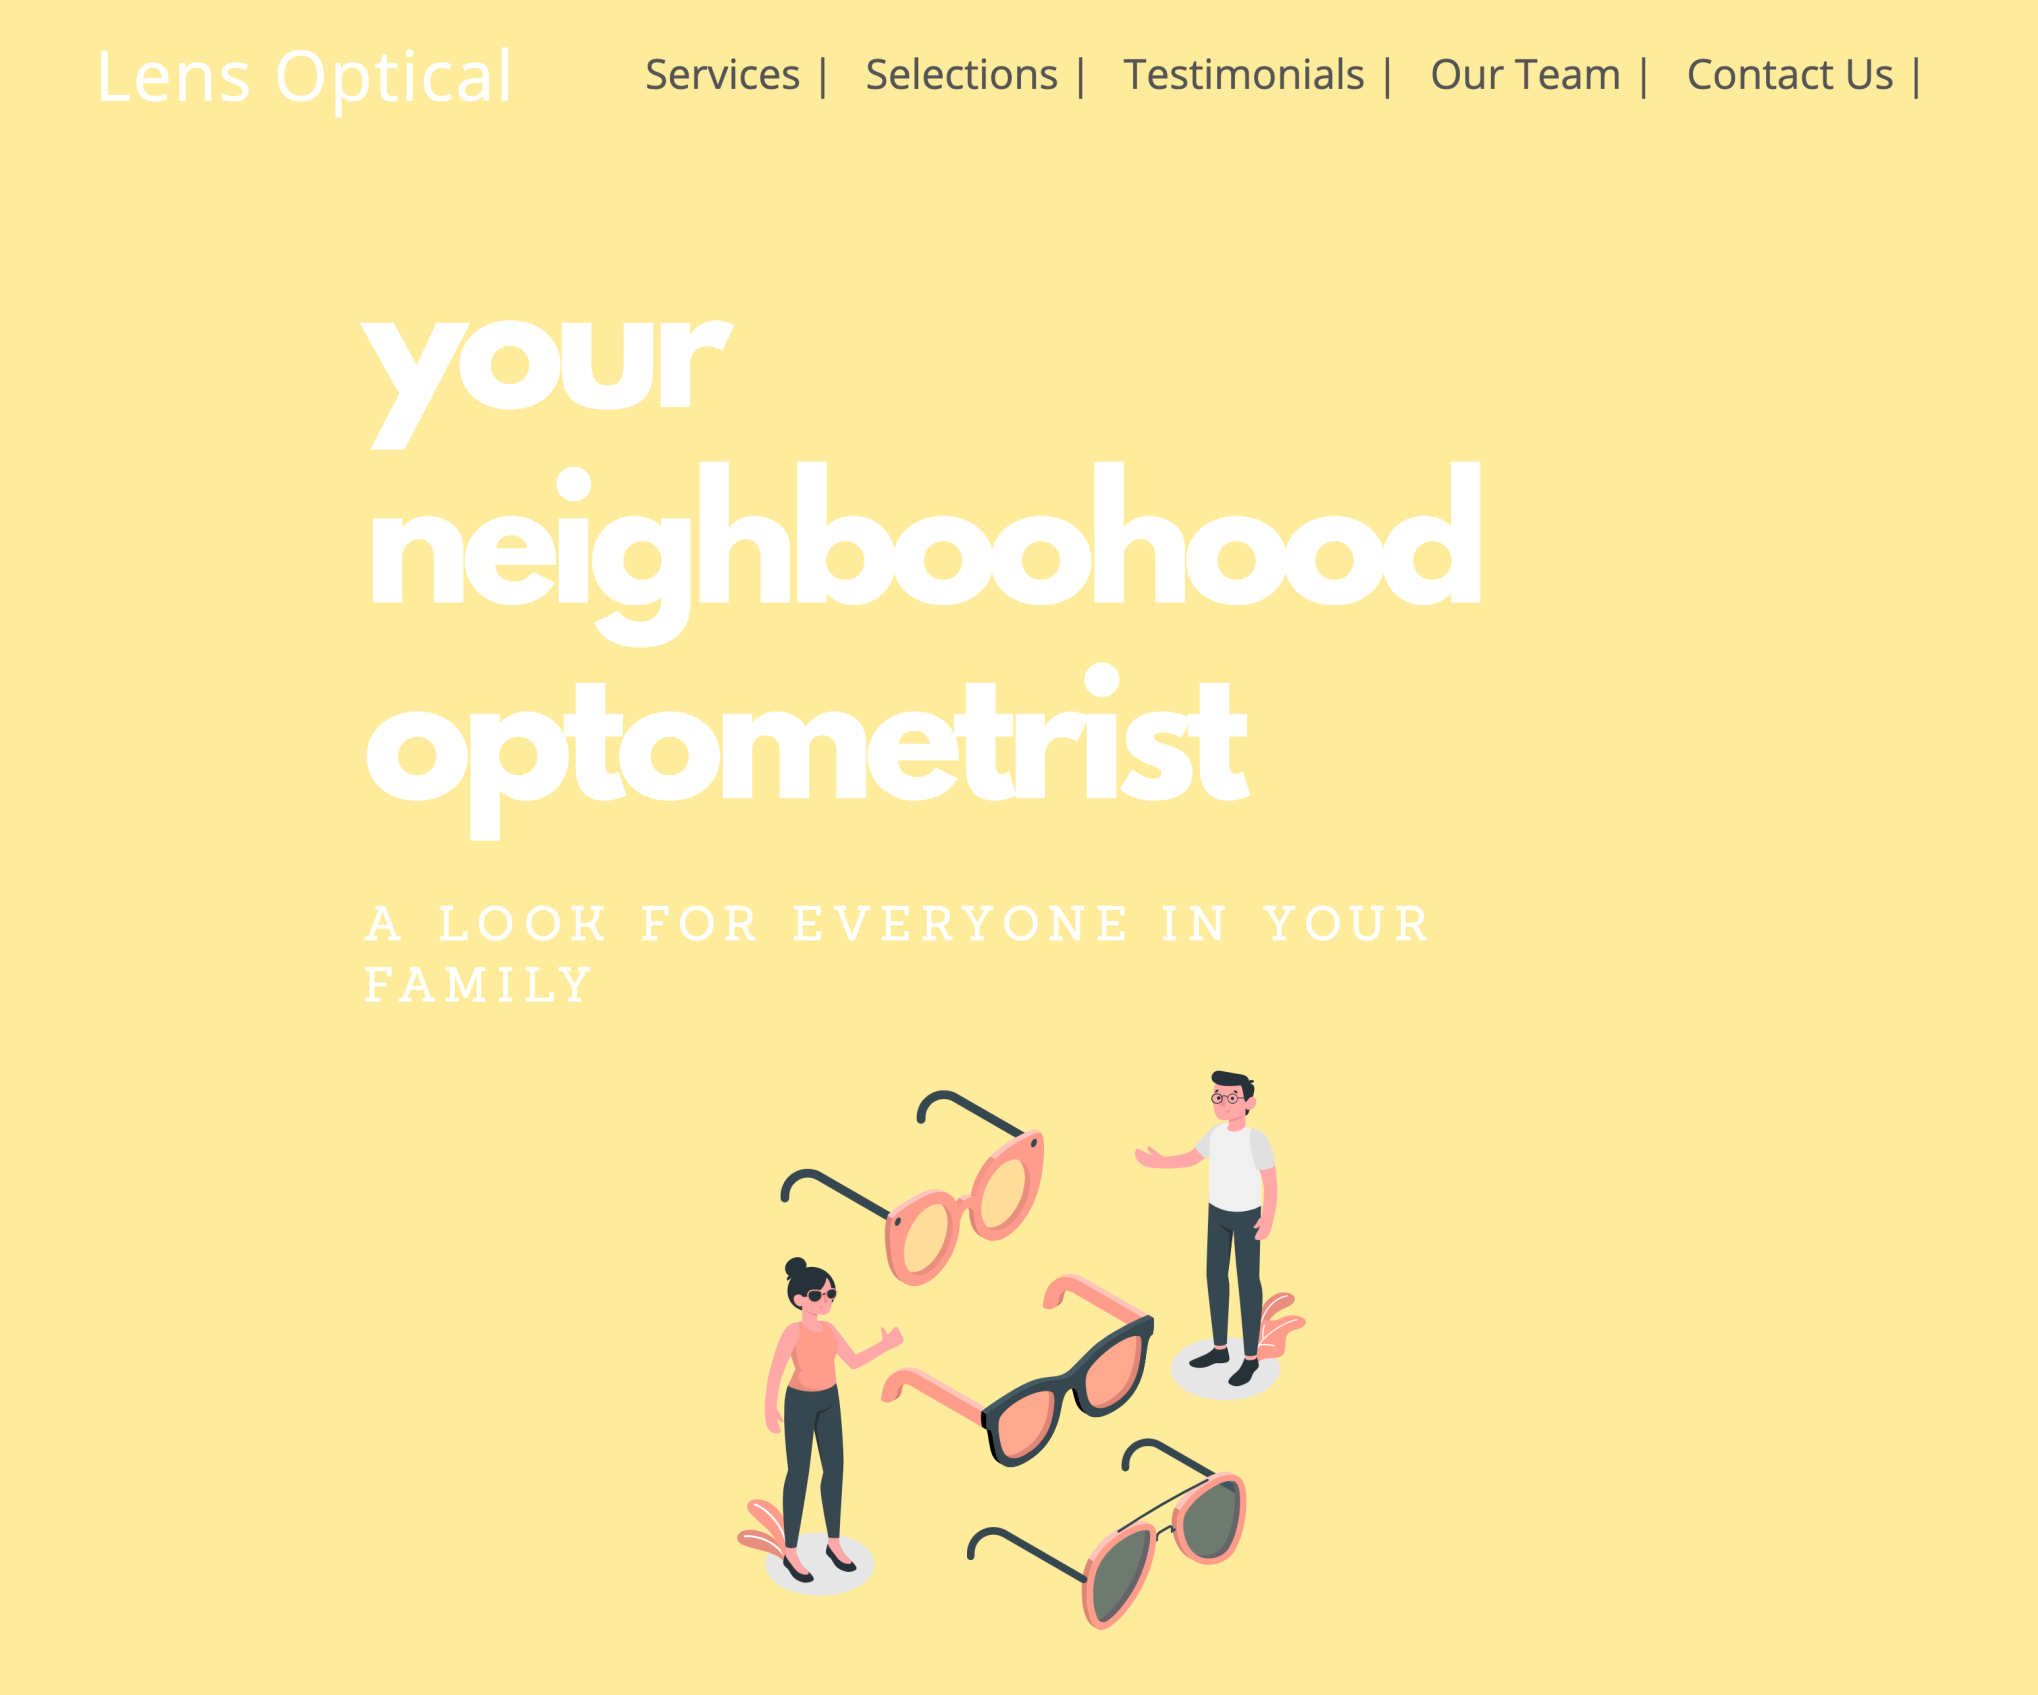 Lens Optical
Services | Selections | Testimonials | Our Team | Contact Us |
your
neighboohood
optometrist
A LOOK FOR EVERYONE IN YOUR
FAMILY